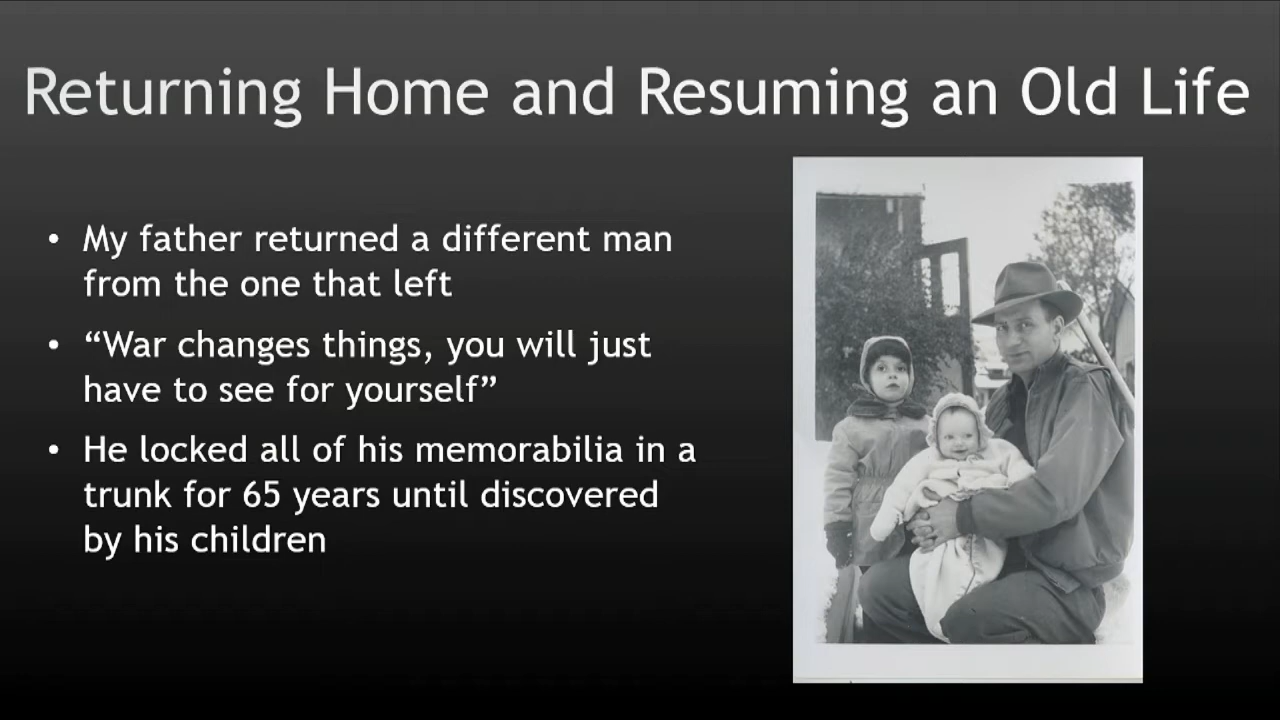 Returning Home and Resuming an Old Life
• My father returned a different man
from the one that left
• “War changes things, you will just
have to see for yourself”
• He locked all of his memorabilia in a
trunk for 65 years until discovered
by his children